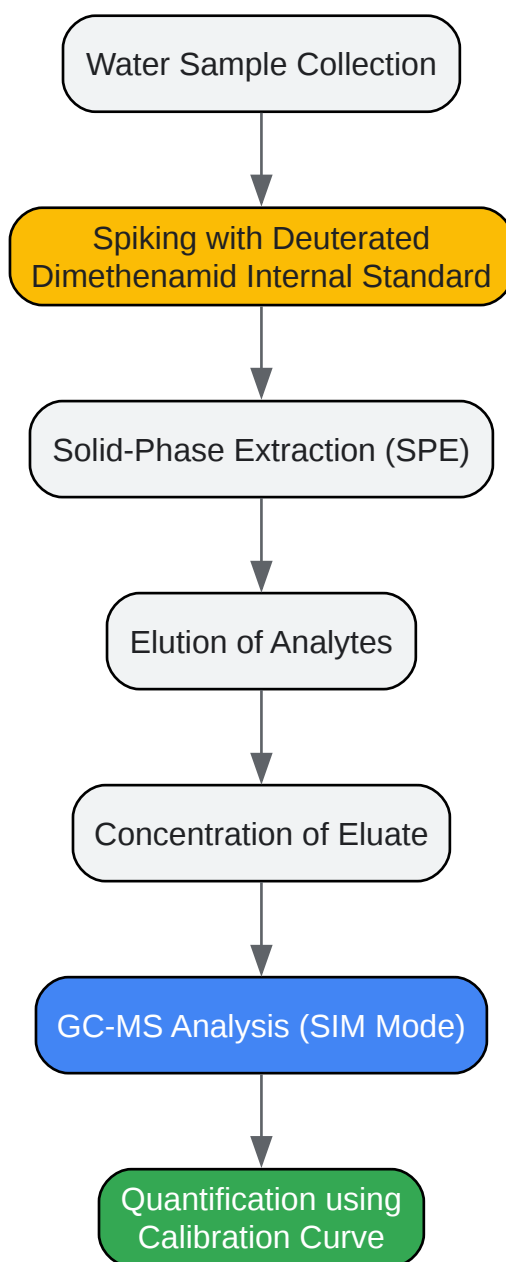 Water Sample Collection
Spiking with Deuterated
Dimethenamid Internal Standard
Solid-Phase Extraction (SPE)
Elution of Analytes
Concentration of Eluate
GC-MS Analysis (SIM Mode)
Quantification using
Calibration Curve